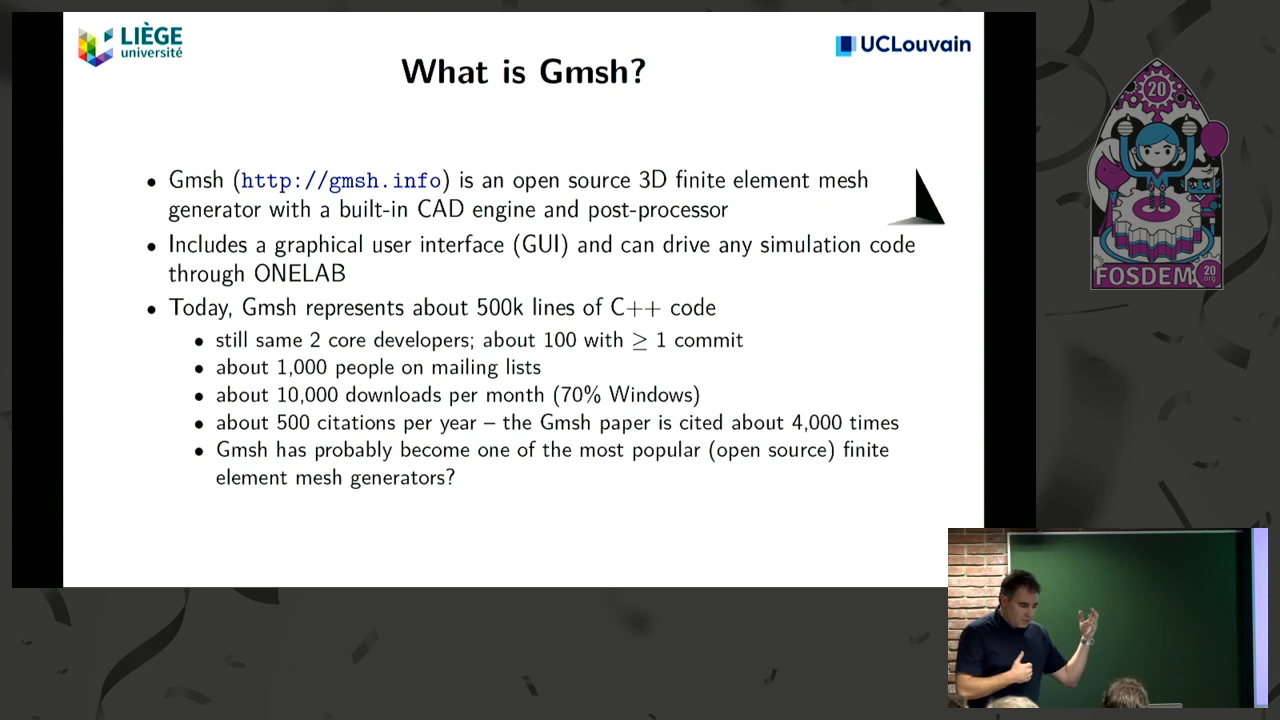 LIÈGE
université
UCLouvain
What is Gmsh?
• Gmsh (http://gmsh.info) is an open source 3D finite element mesh
generator with a built-in CAD engine and post-processor
• Includes a graphical user interface (GUI) and can drive any simulation code
through ONELAB
• Today, Gmsh represents about 500k lines of C++ code
• still same 2 core developers; about 100 with ≥ 1 commit
• about 1,000 people on mailing lists
• about 10,000 downloads per month (70% Windows)
• about 500 citations per year – the Gmsh paper is cited about 4,000 times
• Gmsh has probably become one of the most popular (open source) finite
element mesh generators?
20
FOSDEM 20
.org